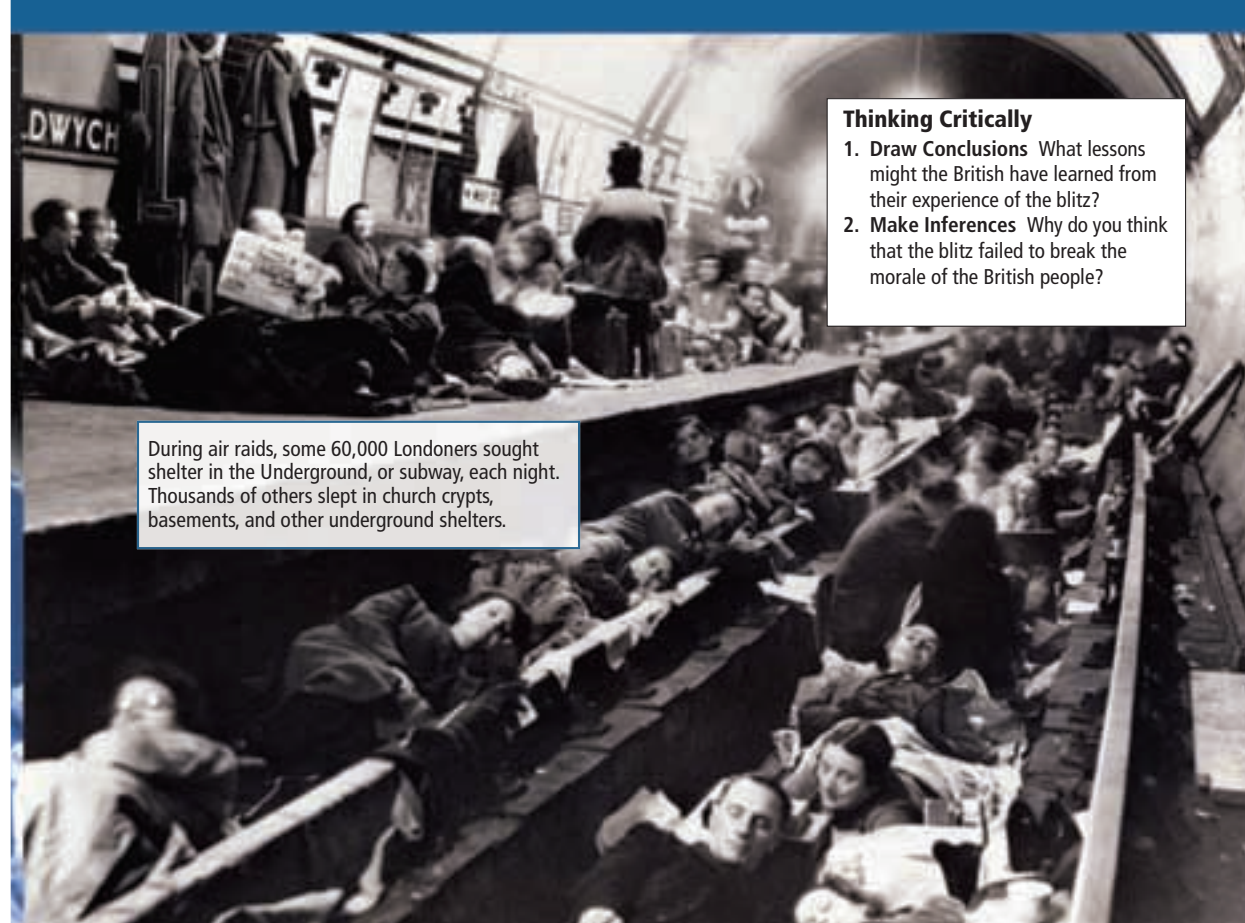 .DWYCH
Thinking Critically
1. Draw Conclusions What lessons
might the British have learned from
their experience of the blitz?
2. Make Inferences Why do you think
that the blitz failed to break the
morale of the British people?
During air raids, some 60,000 Londoners sought
shelter in the Underground, or subway, each night.
Thousands of others slept in church crypts,
basements, and other underground shelters.